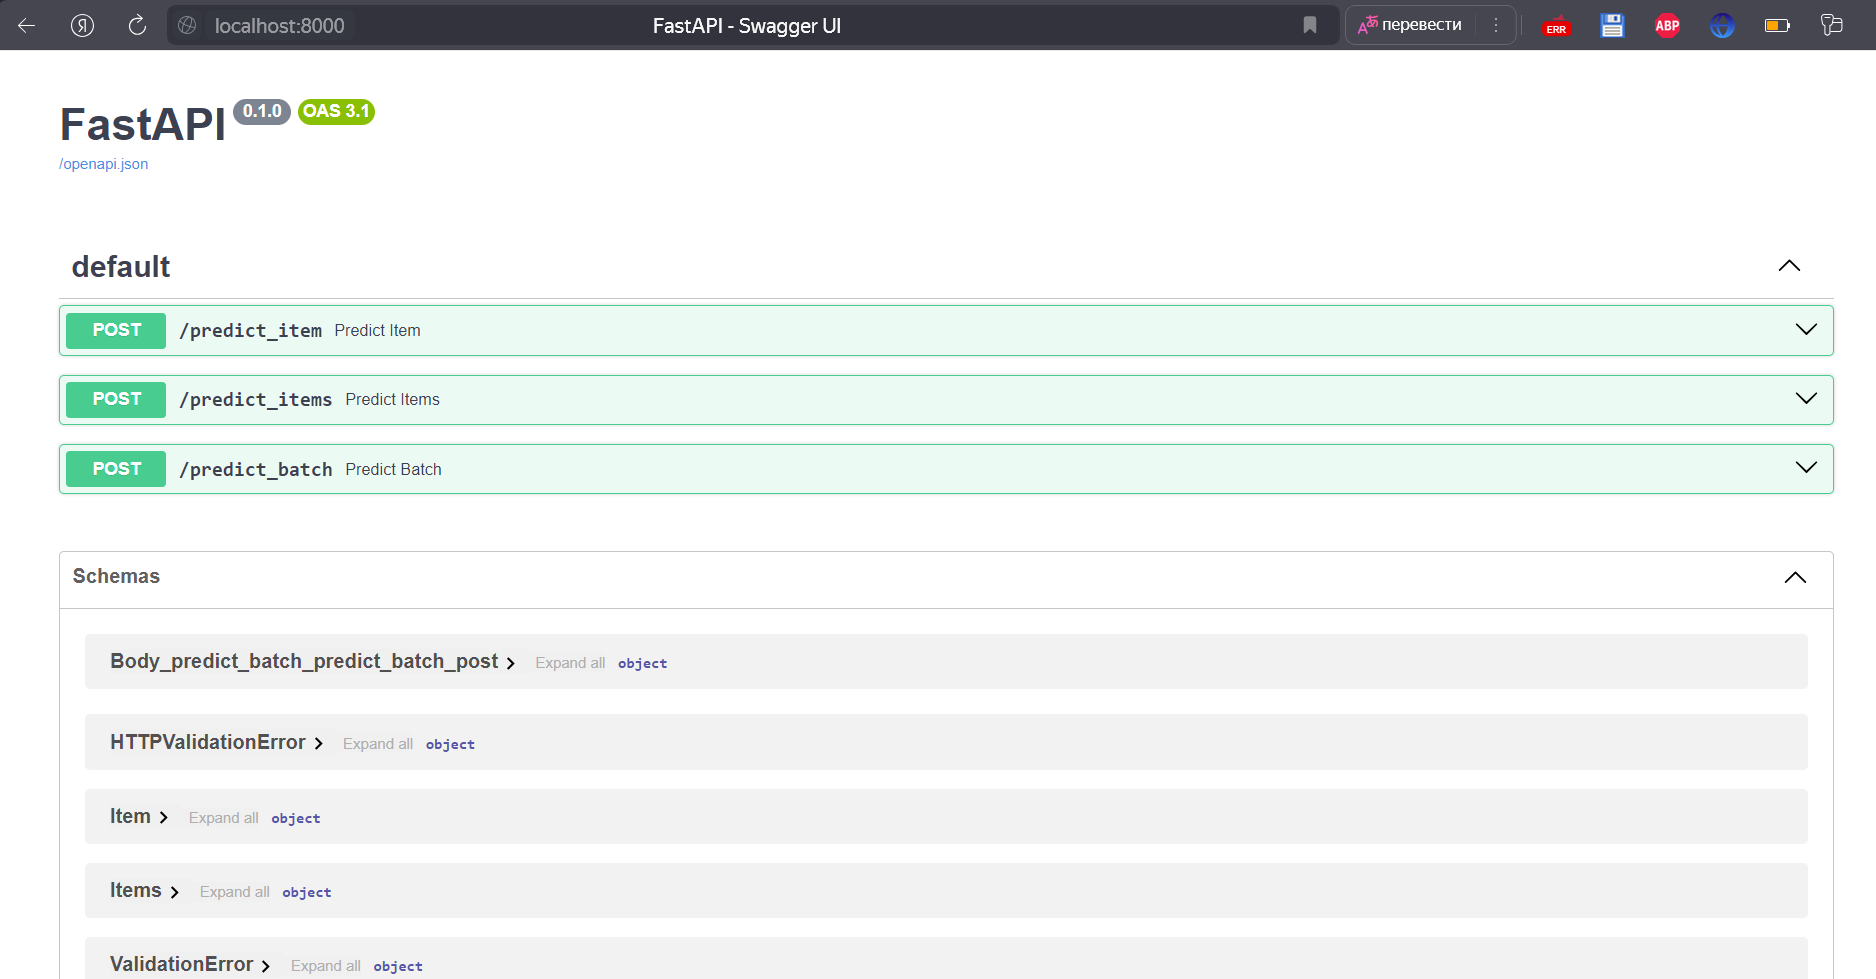 Я localhost:8000 FastAPI - Swagger UI Aあ перевести ERR ABP
FastAPI 0.1.0 OAS 3.1
/openapi.json
default
POST /predict_item Predict Item
POST /predict_items Predict Items
POST /predict_batch Predict Batch
Schemas
Body_predict_batch_predict_batch_post Expand all object
HTTPValidationError Expand all object
Item Expand all object
Items Expand all object
ValidationError Expand all object